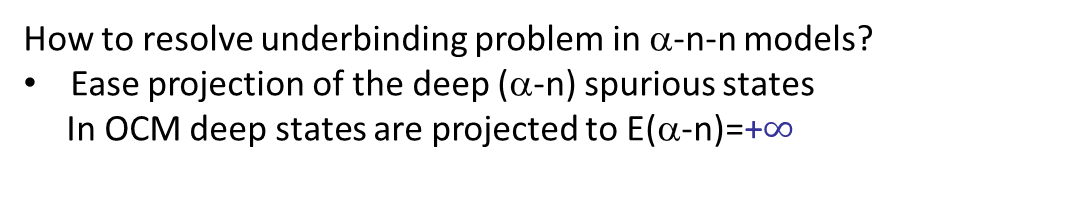 How to resolve underbinding problem in α-n-n models?
• Ease projection of the deep (α-n) spurious states
In OCM deep states are projected to E(α-n)=+∞